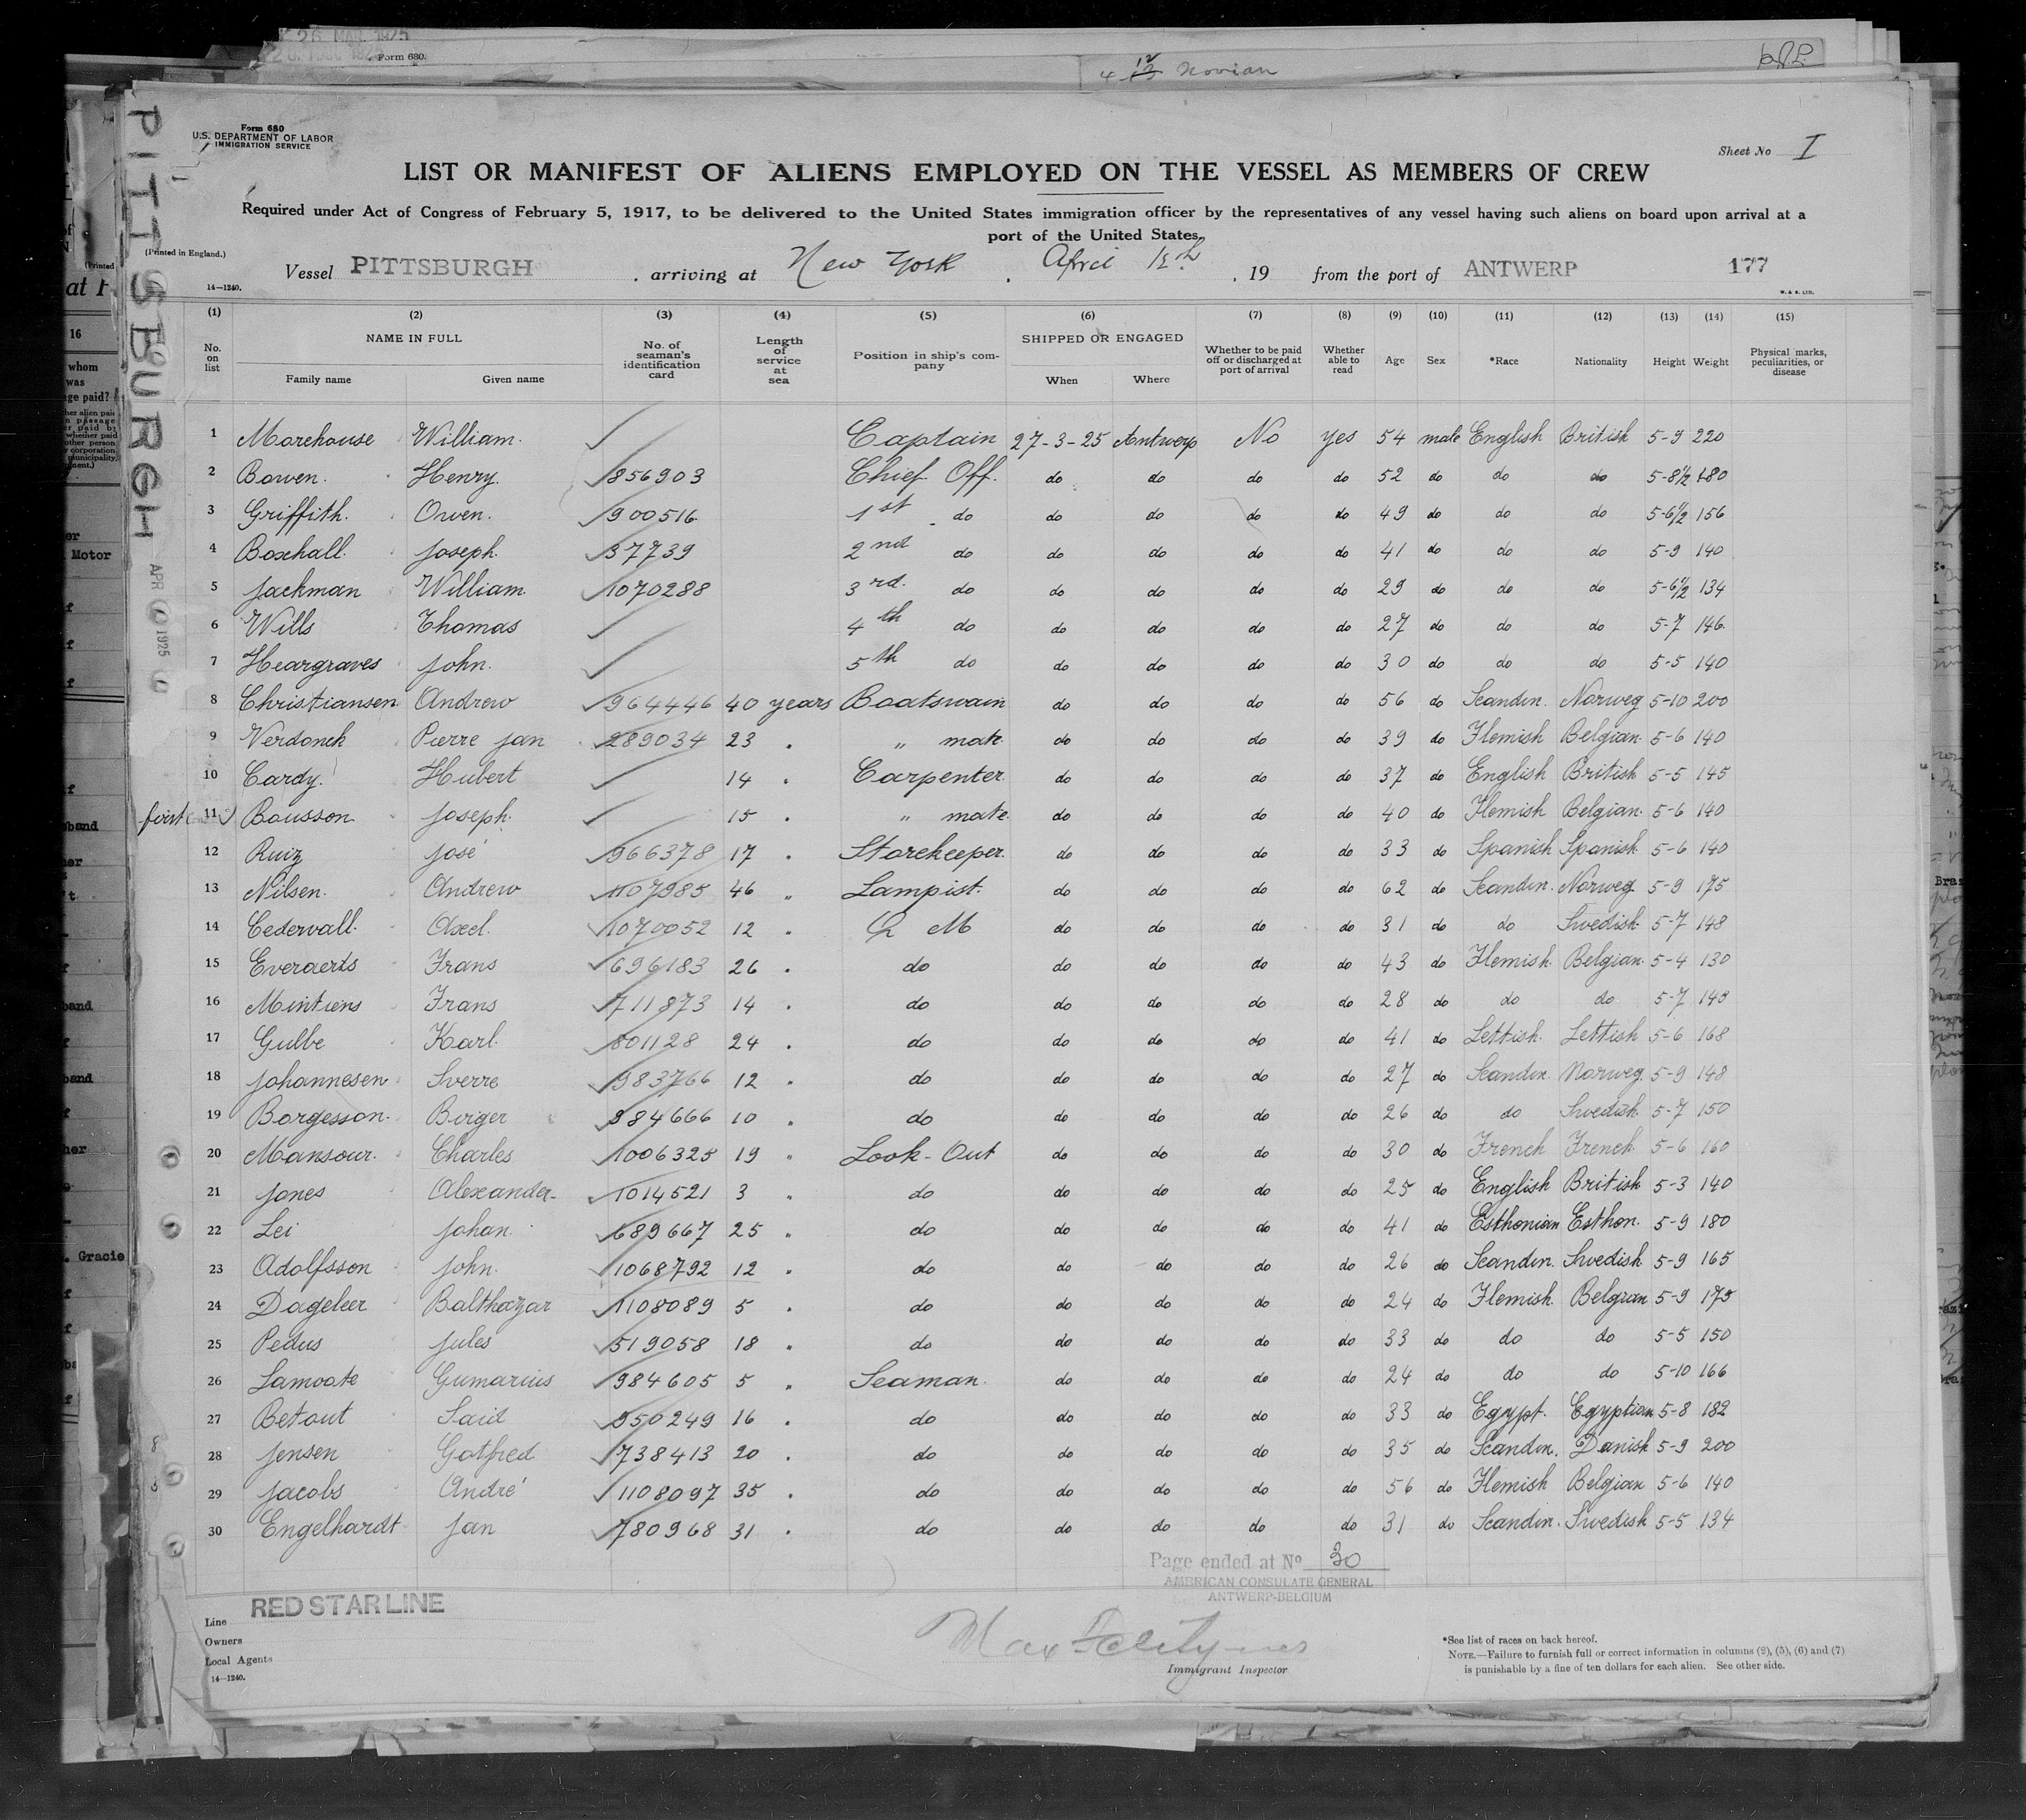 26 MAR 1925
Form 680.
4 12 Novian
PITTSBURGH
APR 1925
Form 680
U.S. DEPARTMENT OF LABOR
IMMIGRATION SERVICE
Sheet No I
LIST OR MANIFEST OF ALIENS EMPLOYED ON THE VESSEL AS MEMBERS OF CREW
Required under Act of Congress of February 5, 1917, to be delivered to the United States immigration officer by the representatives of any vessel having such aliens on board upon arrival at a
port of the United States
(Printed in England.)
Vessel PITTSBURGH, arriving at New York, April, 19 from the port of ANTWERP 177
14—1240. W. & S. LTD.
(1) (2) (3) (4) (5) (6) (7) (8) (9) (10) (11) (12) (13) (14) (15)
No. on list NAME IN FULL Family name Given name No. of seaman's identification card Length of service at sea Position in ship's company SHIPPED OR ENGAGED When Where Whether to be paid off or discharged at port of arrival Whether able to read Age Sex *Race Nationality Height Weight Physical marks, peculiarities, or disease
1 Morehouse William. Captain 27-3-25 Antwerp No yes 54 male English British 5-9 220
2 Bowen. Henry. 856903 Chief Off. do do do do 52 do do do 5-8½ 180
3 Griffith. Owen. 900516 1st do do do do do 49 do do do 5-6½ 156
4 Boxhall. Joseph. 37739 2nd do do do do do 41 do do do 5-9 140
5 Jackman William. 1070288 3rd. do do do do do 29 do do do 5-6½ 134
6 Wills Thomas 4th do do do do do 27 do do do 5-7 146
7 Heargraves John. 5th do do do do do 30 do do do 5-5 140
8 Christiansen Andrew 964446 40 years Boatswain do do do do 56 do Scandin. Norweg 5-10 200
9 Verdonck Pierre Jan 289034 23 " " mate do do do do 39 do Flemish Belgian 5-6 140
10 Cardy. Hubert 14 " Carpenter do do do do 37 do English British 5-5 145
first 11 Bousson Joseph. 15 " " mate. do do do do 40 do Flemish Belgian 5-6 140
12 Ruiz José 966378 17 " Storekeeper. do do do do 33 do Spanish Spanish 5-6 140
13 Nilsen. Andrew 1107985 46 " Lampist. do do do do 62 do Scandin. Norweg 5-9 175
14 Cedervall. Axel. 1070052 12 " Q M do do do do 31 do do Swedish 5-7 148
15 Everaerts Frans 696183 26 " do do do do do 43 do Flemish Belgian 5-4 130
16 Mintiens Frans 711873 14 " do do do do do 28 do do do 5-7 149
17 Gulbe Karl. 801128 24 " do do do do do 41 do Lettish. Lettish 5-6 168
18 Johannesen Sverre 983766 12 " do do do do do 27 do Scandin. Norweg. 5-9 148
19 Borgesson. Birger 884666 10 " do do do do do 26 do do Swedish 5-7 150
20 Mansour. Charles 1006325 19 " Look-Out do do do do 30 do French French 5-6 160
21 Jones Alexander 1014521 3 " do do do do do 25 do English British 5-3 140
22 Lei Johan. 689667 25 " do do do do do 41 do Esthonian Esthon. 5-9 180
23 Adolfsson John. 1068792 12 " do do do do do 26 do Scandin. Swedish 5-9 165
24 Dageleer Balthazar 1108089 5 " do do do do do 24 do Flemish Belgian 5-9 175
25 Pedus Jules 519058 18 " do do do do do 33 do do do 5-5 150
26 Lamoate Gumarius 984605 5 " Seaman. do do do do 24 do do do 5-10 166
27 Betout Said 950249 16 " do do do do do 33 do Egypt. Egyptian 5-8 182
28 Jensen Gotfred 738413 20 " do do do do do 35 do Scandin. Danish 5-9 200
29 Jacobs André 1108097 35 " do do do do do 56 do Flemish Belgian 5-6 140
30 Engelhardt Jan 780968 31 " do do do do do 31 do Scandin. Swedish 5-5 134
Page ended at No 30
AMERICAN CONSULATE GENERAL
ANTWERP-BELGIUM
Line RED STAR LINE
Owners
Local Agents
14—1240.
Immigrant Inspector
*See list of races on back hereof.
NOTE.—Failure to furnish full or correct information in columns (2), (5), (6) and (7)
is punishable by a fine of ten dollars for each alien. See other side.